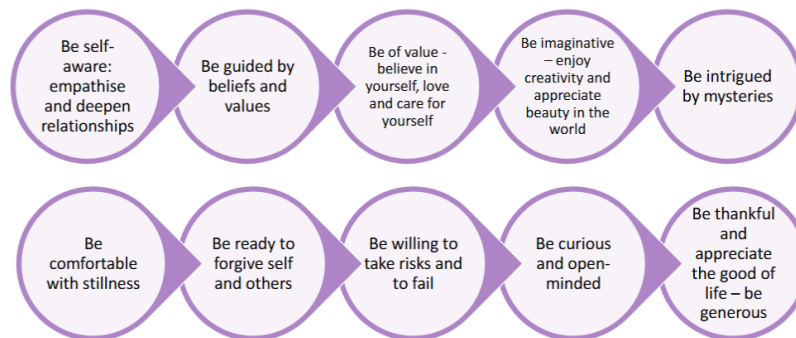 Be self-
aware:
empathise
and deepen
relationships
Be guided by
beliefs and
values
Be of value -
believe in
yourself, love
and care for
yourself
Be imaginative
– enjoy
creativity and
appreciate
beauty in the
world
Be intrigued
by mysteries
Be
comfortable
with stillness
Be ready to
forgive self
and others
Be willing to
take risks and
to fail
Be curious
and open-
minded
Be thankful
and
appreciate
the good of
life – be
generous